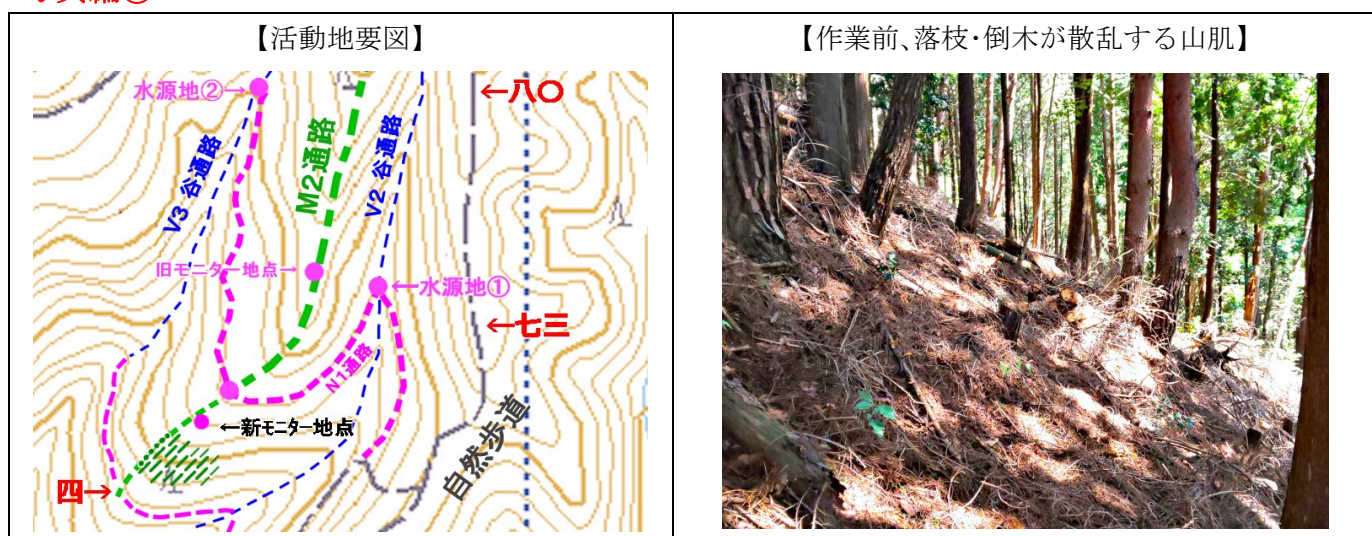 【活動地要図】
【作業前、落枝・倒木が散乱する山肌】
水源地②→
←八〇
V3 谷通路
M2通路
V2 谷通路
旧モニター地点→
←水源地①
←七三
N1通路
←新モニター地点
自然歩道
四→